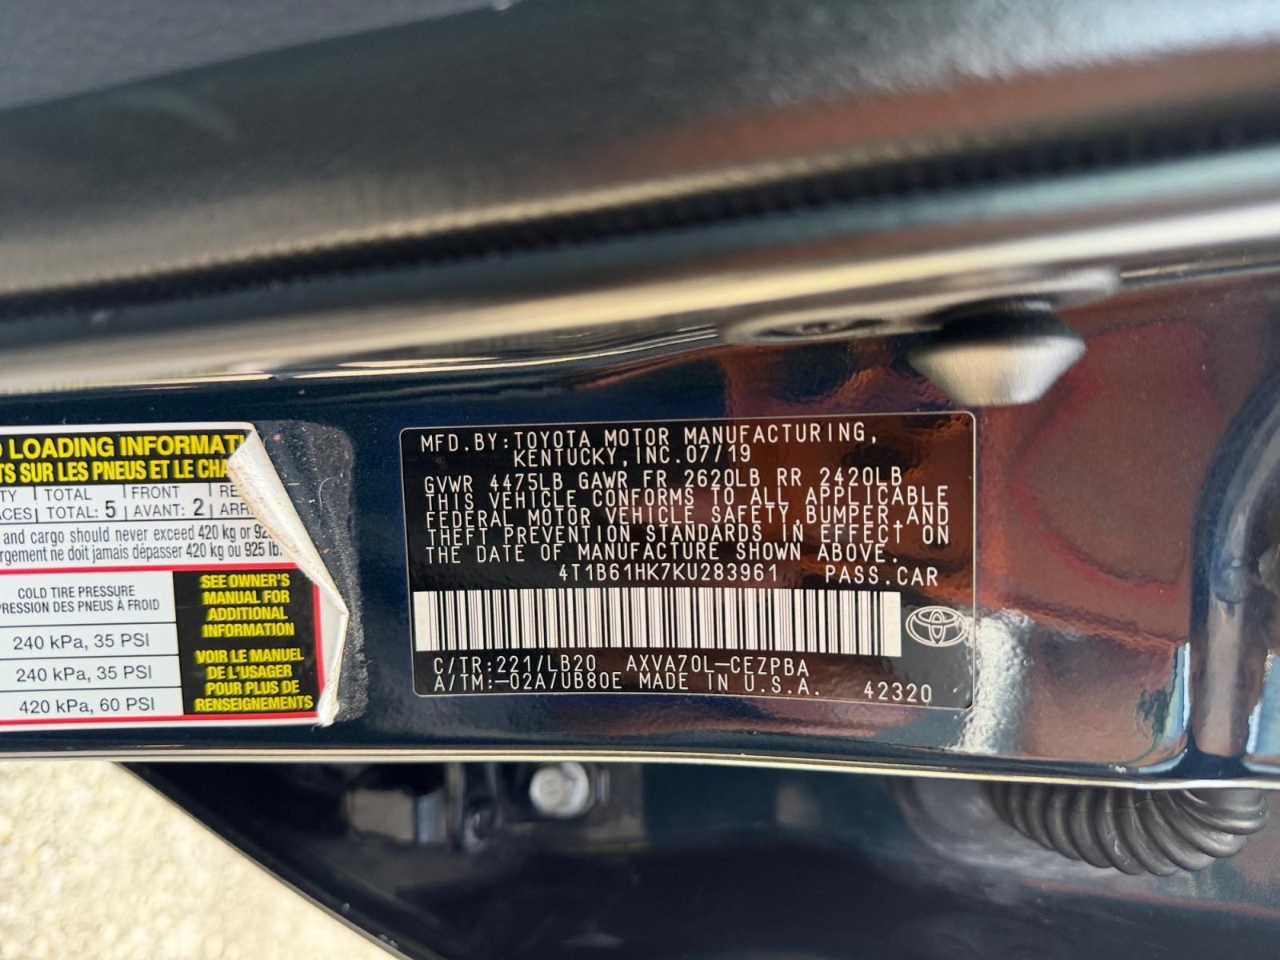 LOADING INFORMATI
TS SUR LES PNEUS ET LE CHA
TOTAL FRONT
TOTAL: 5 AVANT: 2
and cargo should never exceed 420 kg or
rgement ne doit jamais dépasser 420 kg ou 925 lb.
COLD TIRE PRESSURE
PRESSION DES PNEUS À FROID
240 kPa, 35 PSI
240 kPa, 35 PSI
420 kPa, 60 PSI
SEE OWNER'S
MANUAL FOR
ADDITIONAL
INFORMATION
VOIR LE MANUEL
DE L'USAGER
POUR PLUS DE
RENSEIGNEMENTS
MFD.BY:TOYOTA MOTOR MANUFACTURING,
KENTUCKY,INC.07/19
GVWR 4475LB GAWR FR 2620LB RR 2420LB
THIS VEHICLE CONFORMS TO ALL APPLICABLE
FEDERAL MOTOR VEHICLE SAFETY,BUMPER,AND
THEFT PREVENTION STANDARDS IN EFFECT ON
THE DATE OF MANUFACTURE SHOWN ABOVE.
4T1B61HK7KU283961 PASS.CAR
C/TR:221/LB20 AXVA70L-CEZPBA
A/TM:-02A/UB80E MADE IN U.S.A. 42320